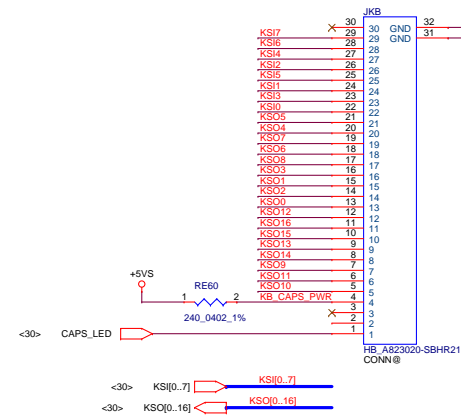 JKB
30 30 GND 32
KSI7 29 29 GND 31
KSI6 28 28
KSI4 27 27
KSI2 26 26
KSI5 25 25
KSI1 24 24
KSI3 23 23
KSI0 22 22
KSO5 21 21
KSO4 20 20
KSO7 19 19
KSO6 18 18
KSO8 17 17
KSO3 16 16
KSO1 15 15
KSO2 14 14
KSO0 13 13
KSO12 12 12
KSO16 11 11
KSO15 10 10
KSO13 9 9
KSO14 8 8
+5VS KSO9 7 7
RE60 KSO11 6 6
KSO10 5 5
1 2 KB_CAPS_PWR 4 4
3 3
240_0402_1% 2 2
<30> CAPS_LED 1 1
HB_A823020-SBHR21
CONN@
<30> KSI[0..7] KSI[0..7]
<30> KSO[0..16] KSO[0..16]